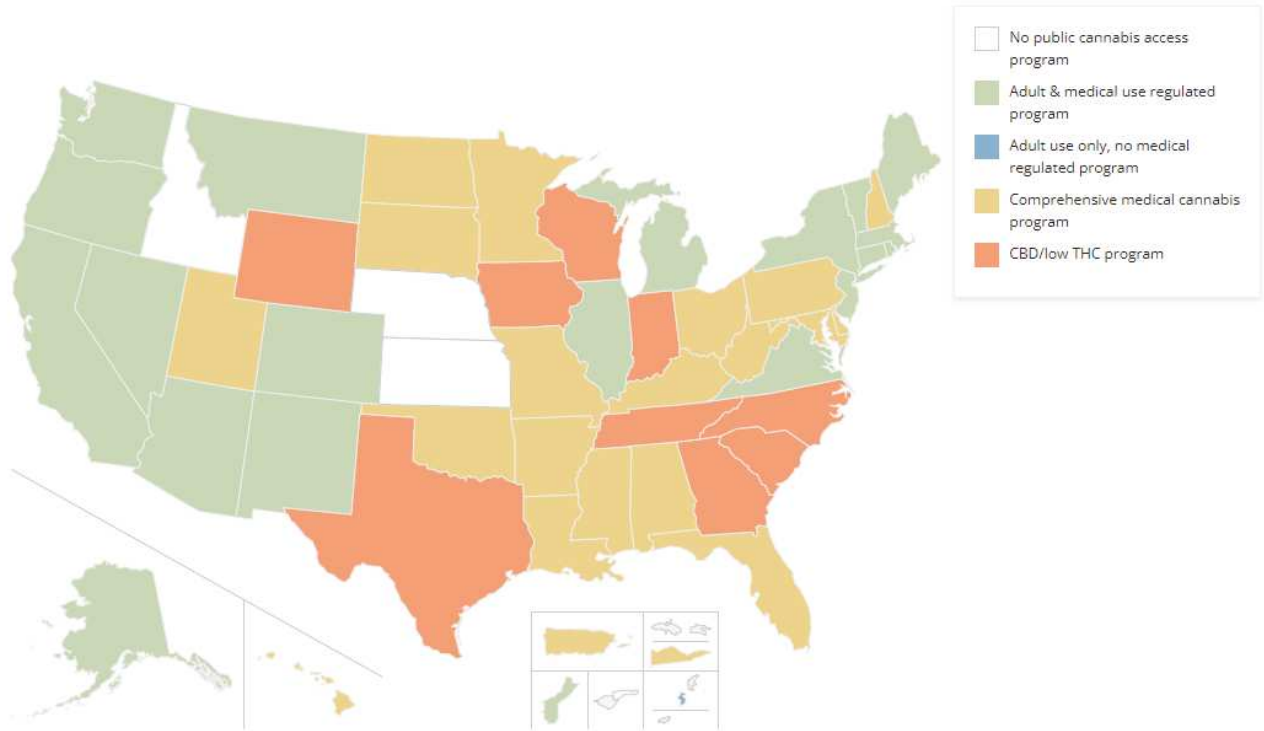 No public cannabis access
program
Adult & medical use regulated
program
Adult use only, no medical
regulated program
Comprehensive medical cannabis
program
CBD/low THC program